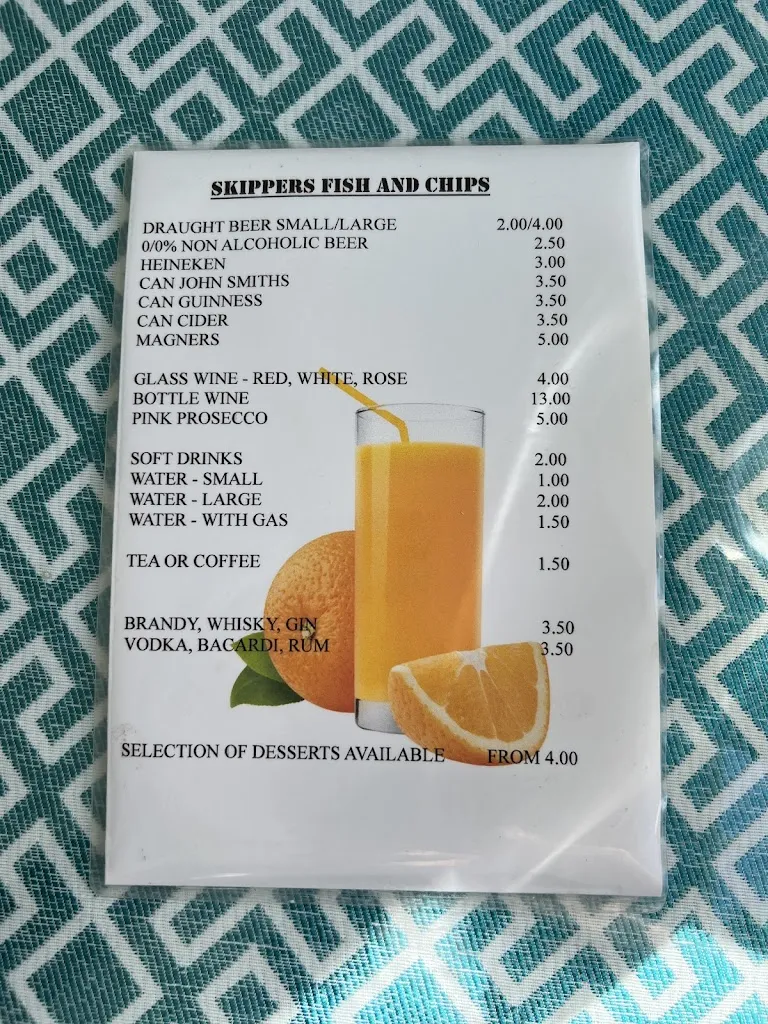 SKIPPERS FISH AND CHIPS
DRAUGHT BEER SMALL/LARGE 2.00/4.00
0/0% NON ALCOHOLIC BEER 2.50
HEINEKEN 3.00
CAN JOHN SMITHS 3.50
CAN GUINNESS 3.50
CAN CIDER 3.50
MAGNERS 5.00
GLASS WINE - RED, WHITE, ROSE 4.00
BOTTLE WINE 13.00
PINK PROSECCO 5.00
SOFT DRINKS 2.00
WATER - SMALL 1.00
WATER - LARGE 2.00
WATER - WITH GAS 1.50
TEA OR COFFEE 1.50
BRANDY, WHISKY, GIN 3.50
VODKA, BACARDI, RUM 3.50
SELECTION OF DESSERTS AVAILABLE FROM 4.00